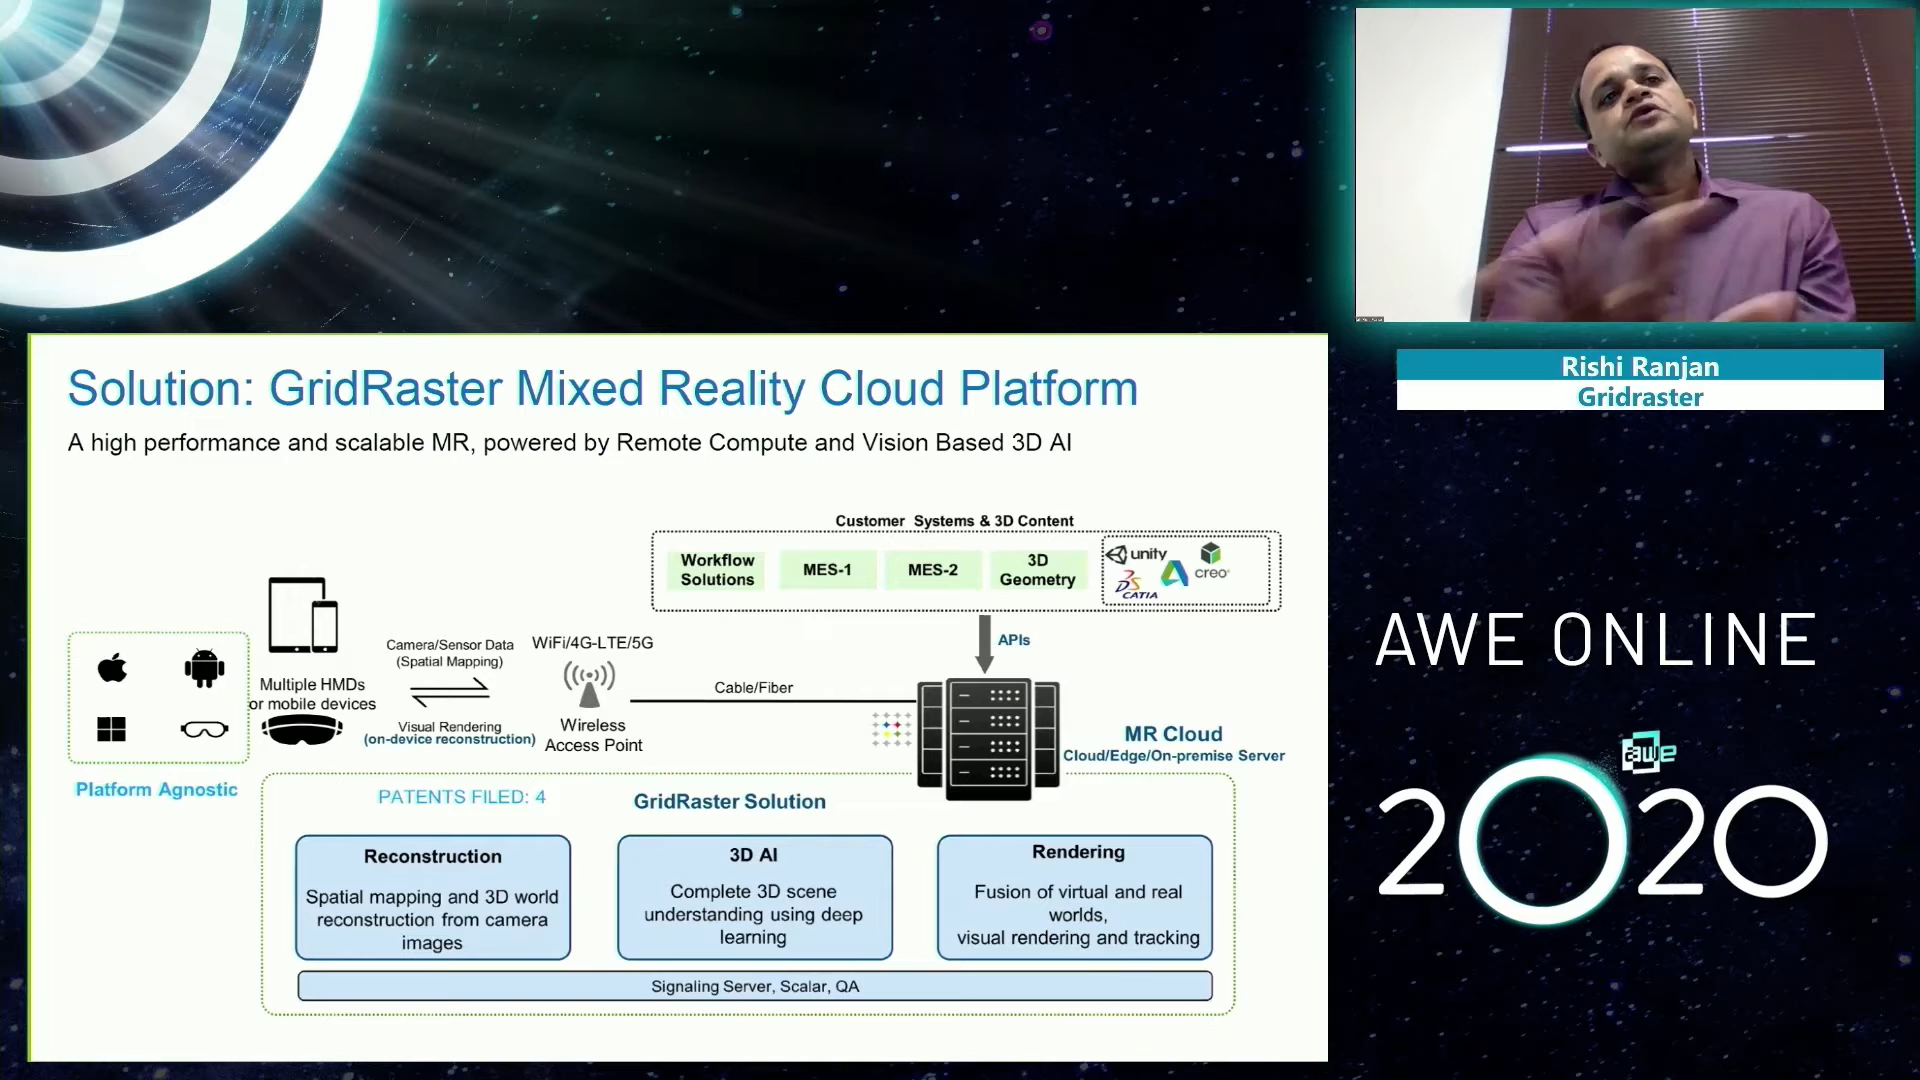 Rishi Ranjan
Gridraster
Solution: GridRaster Mixed Reality Cloud Platform
A high performance and scalable MR, powered by Remote Compute and Vision Based 3D AI
Customer Systems & 3D Content
Workflow
Solutions
MES-1
MES-2
3D
Geometry
unity
creo
DS
CATIA
APIs
Camera/Sensor Data
(Spatial Mapping)
WiFi/4G-LTE/5G
Multiple HMDs
or mobile devices
Cable/Fiber
Visual Rendering
(on-device reconstruction)
Wireless
Access Point
MR Cloud
Cloud/Edge/On-premise Server
Platform Agnostic
PATENTS FILED: 4
GridRaster Solution
Reconstruction
Spatial mapping and 3D world
reconstruction from camera
images
3D AI
Complete 3D scene
understanding using deep
learning
Rendering
Fusion of virtual and real
worlds,
visual rendering and tracking
Signaling Server, Scalar, QA
AWE ONLINE
awe
2020